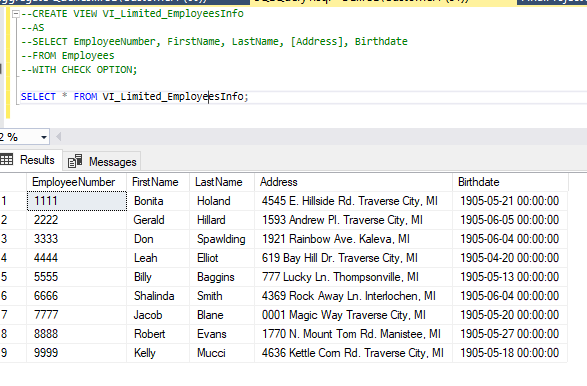 --CREATE VIEW VI_Limited_EmployeesInfo
--AS
--SELECT EmployeeNumber, FirstName, LastName, [Address], Birthdate
--FROM Employees
--WITH CHECK OPTION;
SELECT * FROM VI_Limited_EmployeesInfo;
2 %
Results Messages
EmployeeNumber FirstName LastName Address Birthdate
1 1111 Bonita Holand 4545 E. Hillside Rd. Traverse City, MI 1905-05-21 00:00:00
2 2222 Gerald Hillard 1593 Andrew Pl. Traverse City, MI 1905-06-05 00:00:00
3 3333 Don Spawlding 1921 Rainbow Ave. Kaleva, MI 1905-06-04 00:00:00
4 4444 Leah Elliot 619 Bay Hill Dr. Traverse City, MI 1905-04-20 00:00:00
5 5555 Billy Baggins 777 Lucky Ln. Thompsonville, MI 1905-05-13 00:00:00
6 6666 Shalinda Smith 4369 Rock Away Ln. Interlochen, MI 1905-06-04 00:00:00
7 7777 Jacob Blane 0001 Magic Way Traverse City, MI 1905-05-20 00:00:00
8 8888 Robert Evans 1770 N. Mount Tom Rd. Manistee, MI 1905-05-27 00:00:00
9 9999 Kelly Mucci 4636 Kettle Corn Rd. Traverse City, MI 1905-05-18 00:00:00